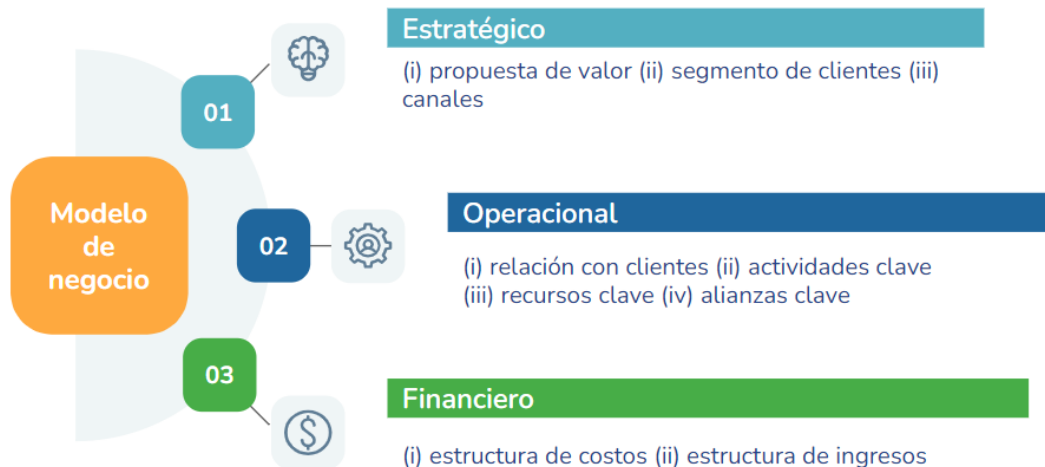 Modelo
de
negocio
01
Estratégico
(i) propuesta de valor (ii) segmento de clientes (iii)
canales
02
Operacional
(i) relación con clientes (ii) actividades clave
(iii) recursos clave (iv) alianzas clave
03
Financiero
(i) estructura de costos (ii) estructura de ingresos